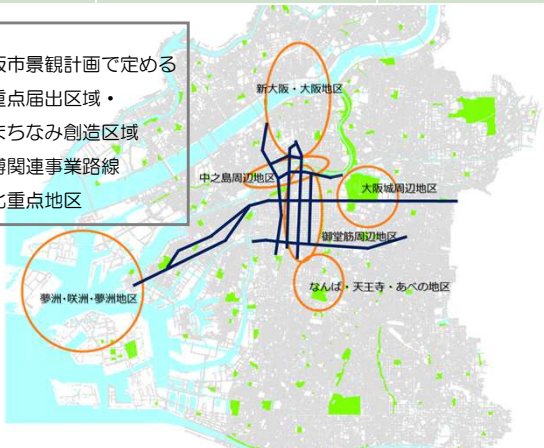 阪市景観計画で定める
重点届出区域・
まちなみ創造区域
博関連事業路線
化重点地区
新大阪・大阪地区
中之島周辺地区
大阪城周辺地区
御堂筋周辺地区
夢洲・咲洲・夢洲地区
なんば・天王寺・あべの地区